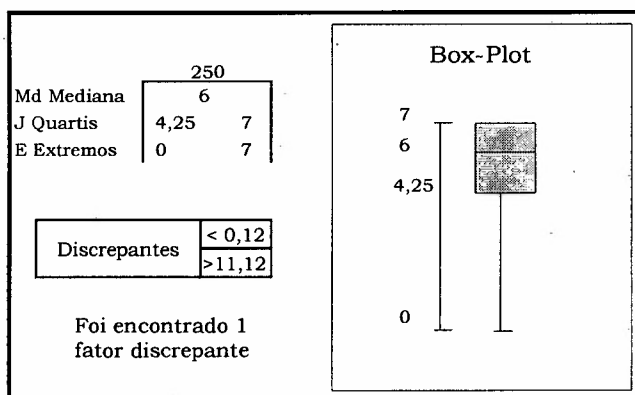 250
Md Mediana 6
J Quartis 4,25 7
E Extremos 0 7
Discrepantes < 0,12
>11,12
Foi encontrado 1
fator discrepante
Box-Plot
7
6
4,25
0